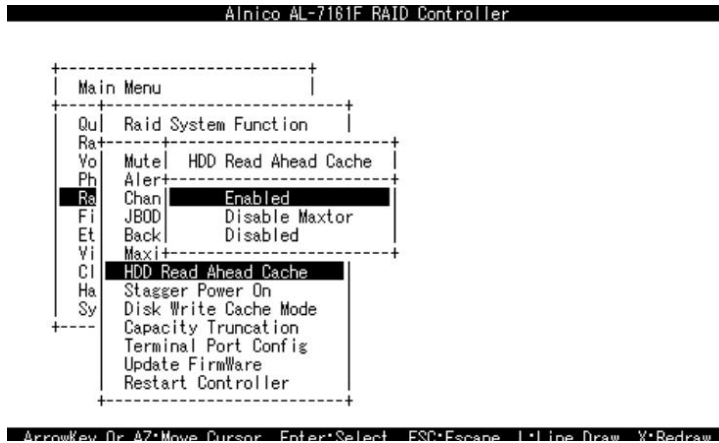 Alnico AL-7161F RAID Controller
Main Menu
Qu Raid System Function
Ra
Vo Mute HDD Read Ahead Cache
Ph Aler
Ra Chan Enabled
Fi JBOD Disable Maxtor
Et Back Disabled
Vi Maxi
Cl HDD Read Ahead Cache
Ha Stagger Power On
Sy Disk Write Cache Mode
Capacity Truncation
Terminal Port Config
Update FirmWare
Restart Controller
ArrowKey Or AZ:Move Cursor, Enter:Select, ESC:Escape, L:Line Draw, X:Redraw